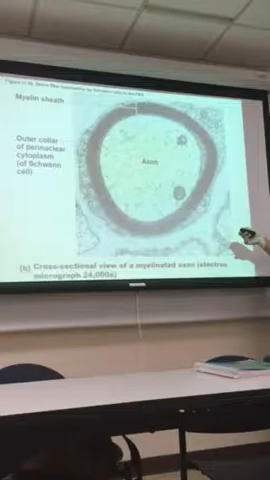 Myelin sheath
Outer collar
of perinuclear
cytoplasm
(of Schwann
cell)
Axon
(b) Cross-sectional view of a myelinated axon (electron
micrograph 24,000x)